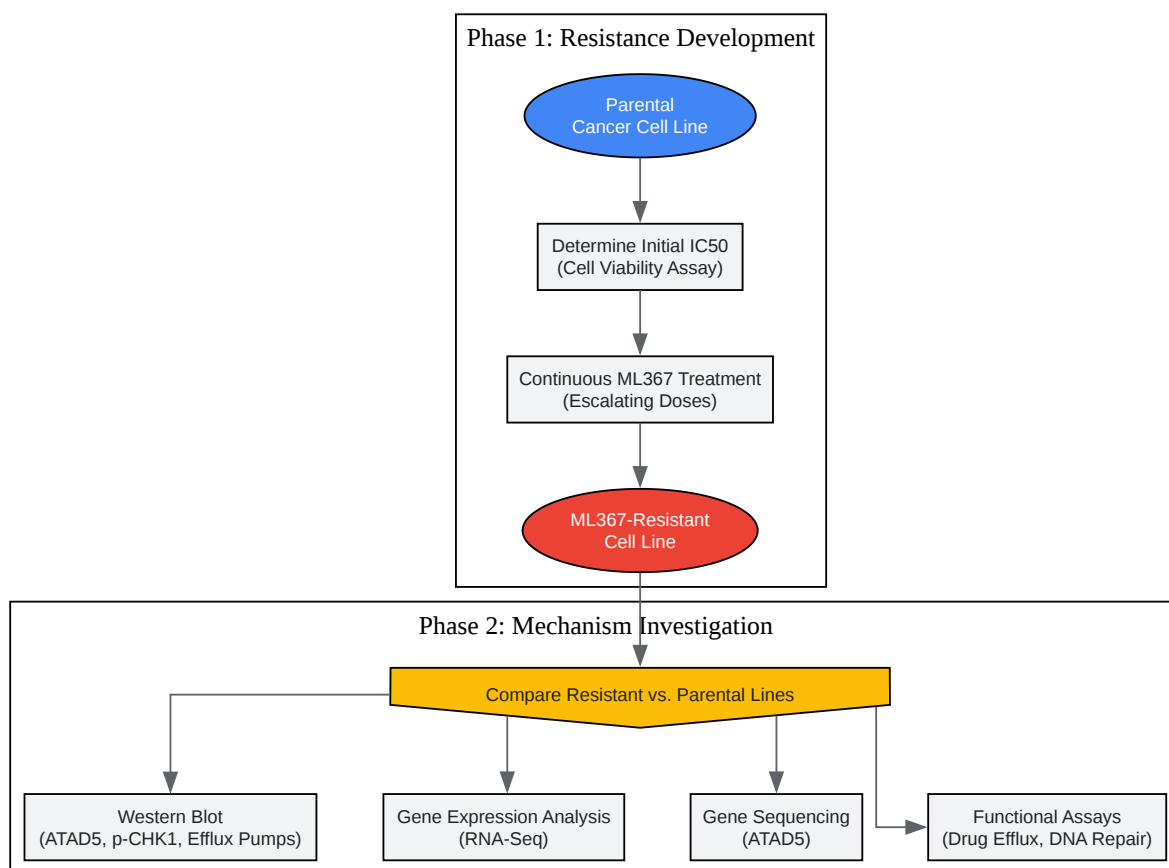 Phase 1: Resistance Development
Parental
Cancer Cell Line
Determine Initial IC50
(Cell Viability Assay)
Continuous ML367 Treatment
(Escalating Doses)
ML367-Resistant
Cell Line
Phase 2: Mechanism Investigation
Compare Resistant vs. Parental Lines
Western Blot
(ATAD5, p-CHK1, Efflux Pumps)
Gene Expression Analysis
(RNA-Seq)
Gene Sequencing
(ATAD5)
Functional Assays
(Drug Efflux, DNA Repair)